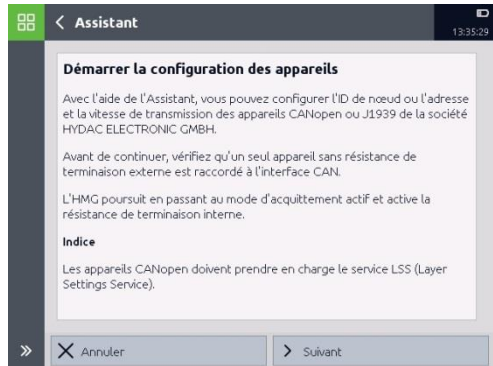 Assistant
13:35:29
Démarrer la configuration des appareils
Avec l'aide de l'Assistant, vous pouvez configurer l'ID de nœud ou l'adresse
et la vitesse de transmission des appareils CANopen ou J1939 de la société
HYDAC ELECTRONIC GMBH.
Avant de continuer, vérifiez qu'un seul appareil sans résistance de
terminaison externe est raccordé à l'interface CAN.
L'HMG poursuit en passant au mode d'acquittement actif et active la
résistance de terminaison interne.
Indice
Les appareils CANopen doivent prendre en charge le service LSS (Layer
Settings Service).
Annuler
Suivant